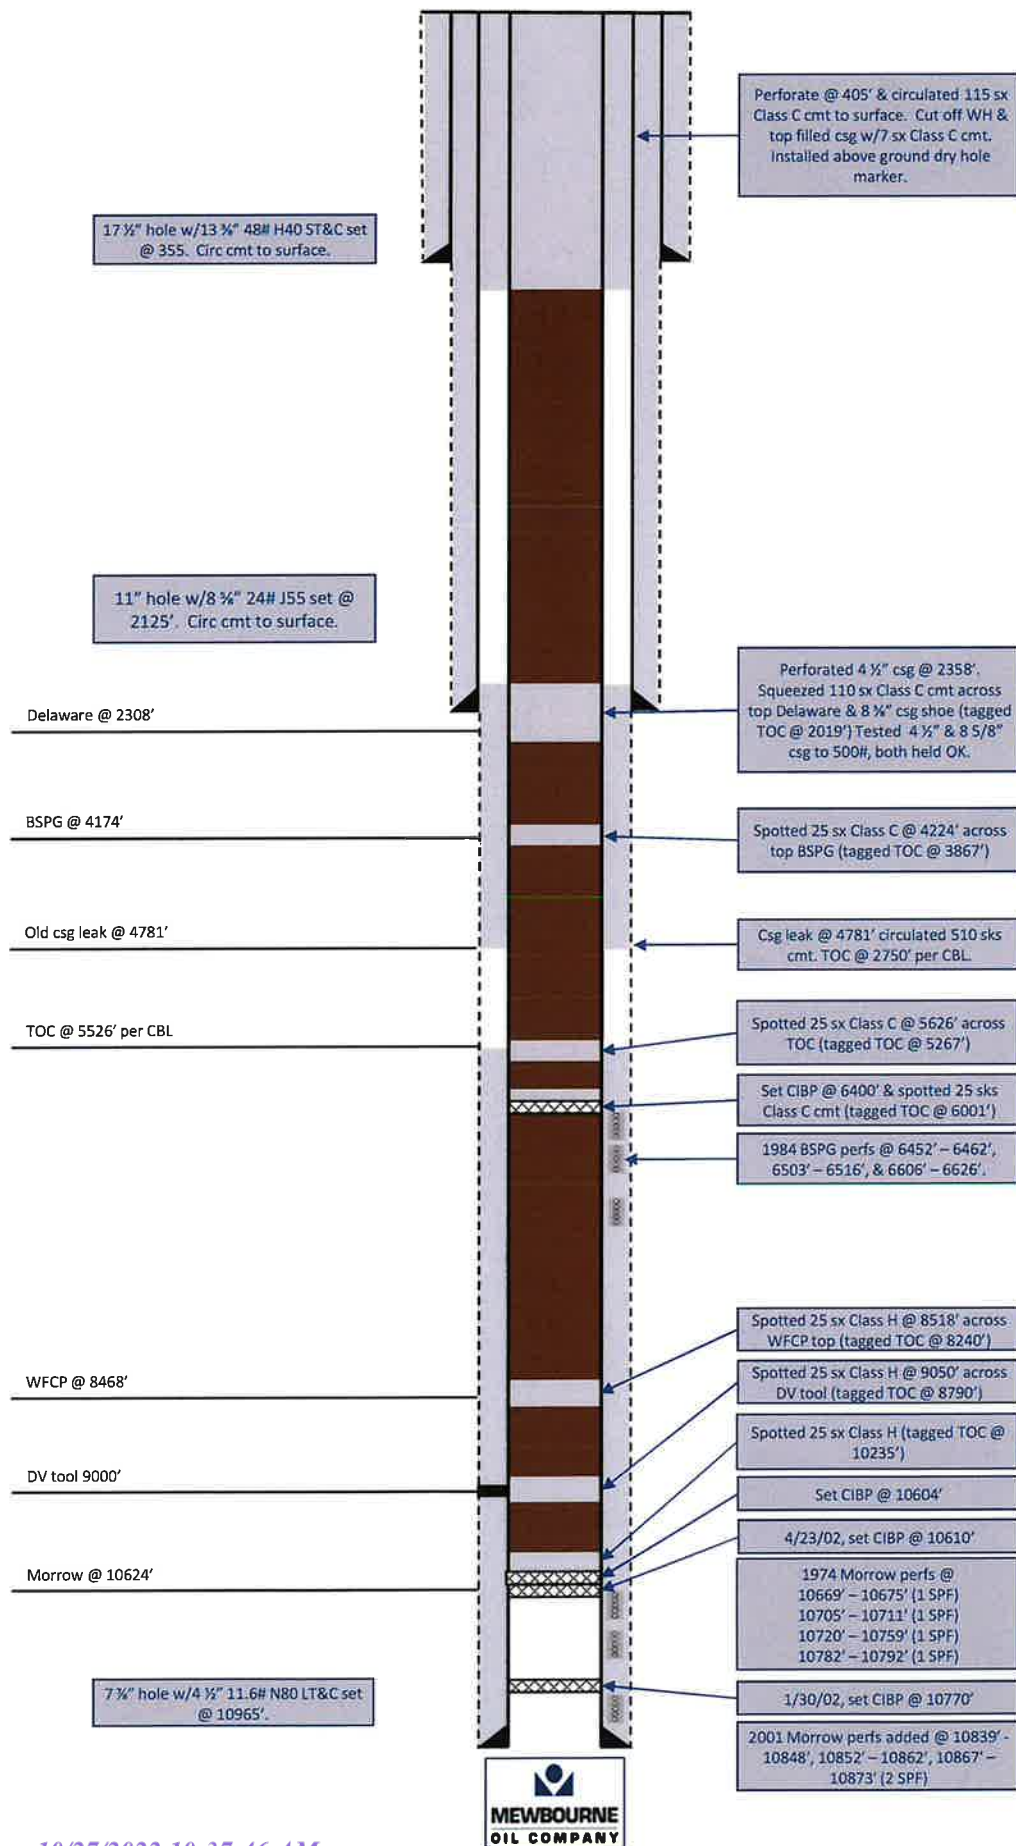 Perforate @ 405' & circulated 115 sx
Class C cmt to surface. Cut off WH &
top filled csg w/7 sx Class C cmt.
Installed above ground dry hole
marker.
17 ½" hole w/13 ⅜" 48# H40 ST&C set
@ 355. Circ cmt to surface.
11" hole w/8 ⅝" 24# J55 set @
2125'. Circ cmt to surface.
Perforated 4 ½" csg @ 2358'.
Squeezed 110 sx Class C cmt across
top Delaware & 8 ⅝" csg shoe (tagged
TOC @ 2019') Tested 4 ½" & 8 5/8"
csg to 500#, both held OK.
Delaware @ 2308'
BSPG @ 4174'
Spotted 25 sx Class C @ 4224' across
top BSPG (tagged TOC @ 3867')
Old csg leak @ 4781'
Csg leak @ 4781' circulated 510 sks
cmt. TOC @ 2750' per CBL.
TOC @ 5526' per CBL
Spotted 25 sx Class C @ 5626' across
TOC (tagged TOC @ 5267')
Set CIBP @ 6400' & spotted 25 sks
Class C cmt (tagged TOC @ 6001')
1984 BSPG perfs @ 6452' – 6462',
6503' – 6516', & 6606' – 6626'.
Spotted 25 sx Class H @ 8518' across
WFCP top (tagged TOC @ 8240')
WFCP @ 8468'
Spotted 25 sx Class H @ 9050' across
DV tool (tagged TOC @ 8790')
Spotted 25 sx Class H (tagged TOC @
10235')
DV tool 9000'
Set CIBP @ 10604'
4/23/02, set CIBP @ 10610'
Morrow @ 10624'
1974 Morrow perfs @
10669' – 10675' (1 SPF)
10705' – 10711' (1 SPF)
10720' – 10759' (1 SPF)
10782' – 10792' (1 SPF)
7 ⅞" hole w/4 ½" 11.6# N80 LT&C set
@ 10965'.
1/30/02, set CIBP @ 10770'
2001 Morrow perfs added @ 10839' -
10848', 10852' – 10862', 10867' –
10873' (2 SPF)
MEWBOURNE
OIL COMPANY
10/27/2022 10:37:46 AM